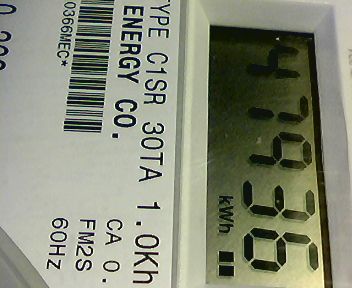 47936
kWh
TYPE C1SR 30TA 1.0Kh
ENERGY CO.
CA 0.
FM2S
60HZ
0366MEC*